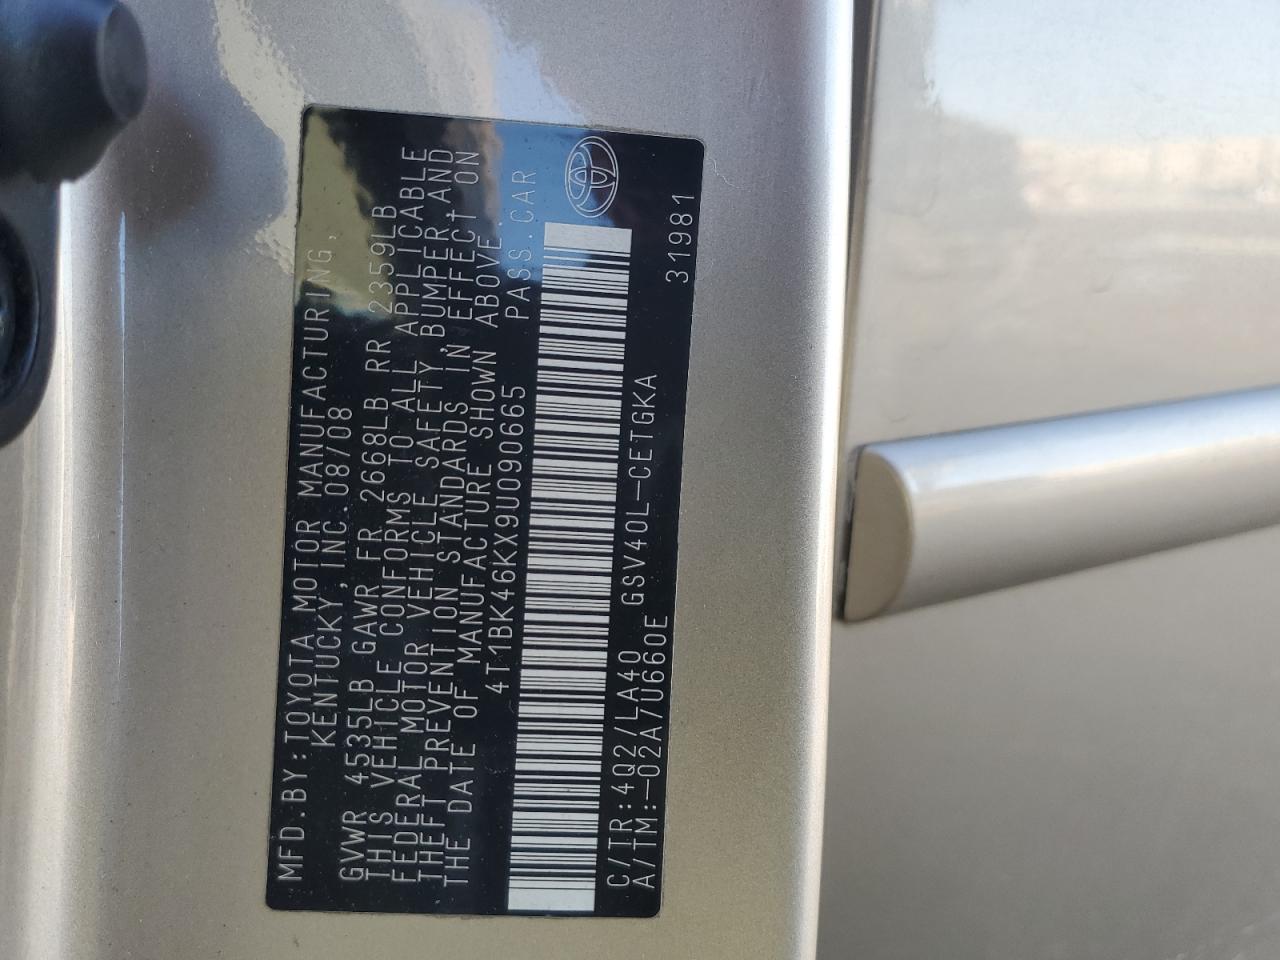 MFD.BY:TOYOTA MOTOR MANUFACTURING,
KENTUCKY, INC.08/08
GVWR 4535LB GAWR FR 2668LB RR 2359LB
THIS VEHICLE CONFORMS TO ALL APPLICABLE
FEDERAL MOTOR VEHICLE SAFETY, BUMPER, AND
THEFT PREVENTION STANDARDS IN EFFECT ON
THE DATE OF MANUFACTURE SHOWN ABOVE.
4T1BK46KX9U090665 PASS.CAR
C/TR:4Q2/LA40 GSV40L-CETGKA
A/TM:-02A/U660E 31981